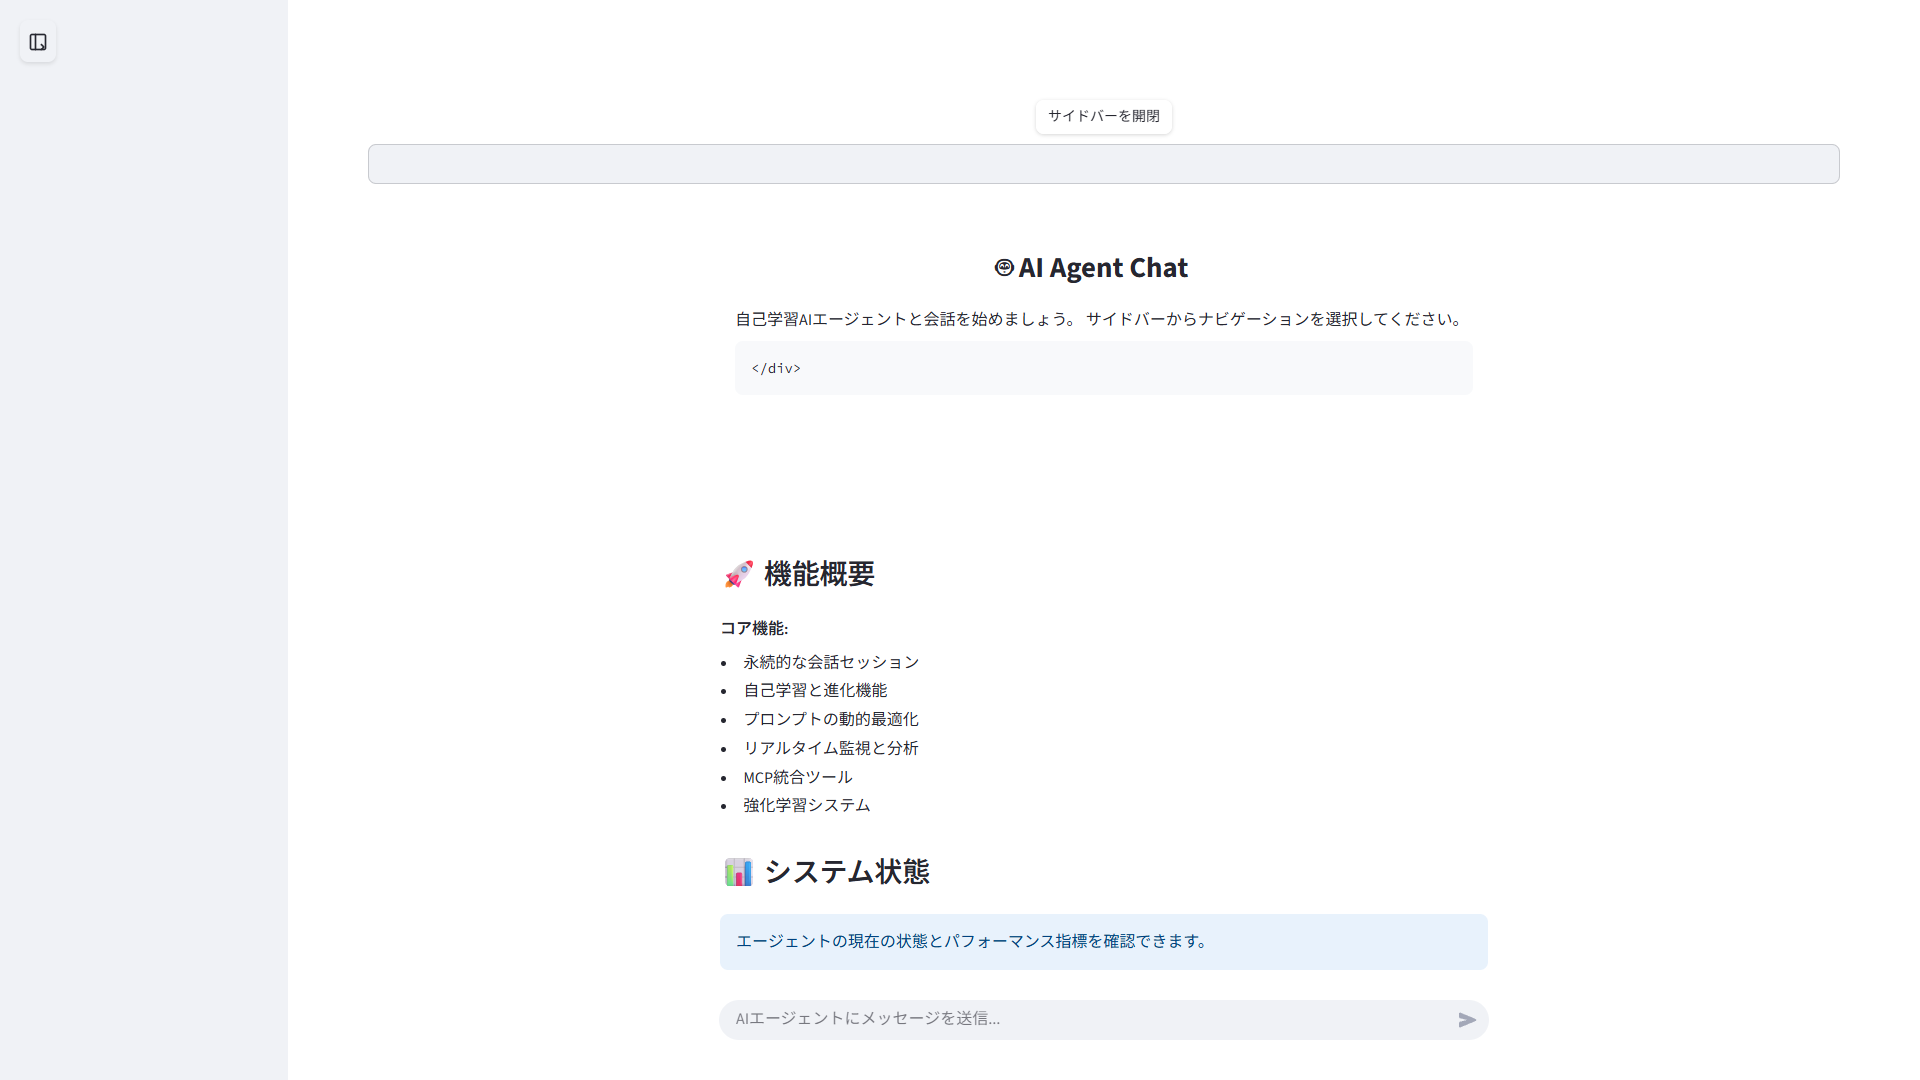 サイドバーを開閉
AI Agent Chat
自己学習AIエージェントと会話を始めましょう。 サイドバーからナビゲーションを選択してください。
</div>
🚀 機能概要
コア機能:
• 永続的な会話セッション
• 自己学習と進化機能
• プロンプトの動的最適化
• リアルタイム監視と分析
• MCP統合ツール
• 強化学習システム
📊 システム状態
エージェントの現在の状態とパフォーマンス指標を確認できます。
AIエージェントにメッセージを送信...